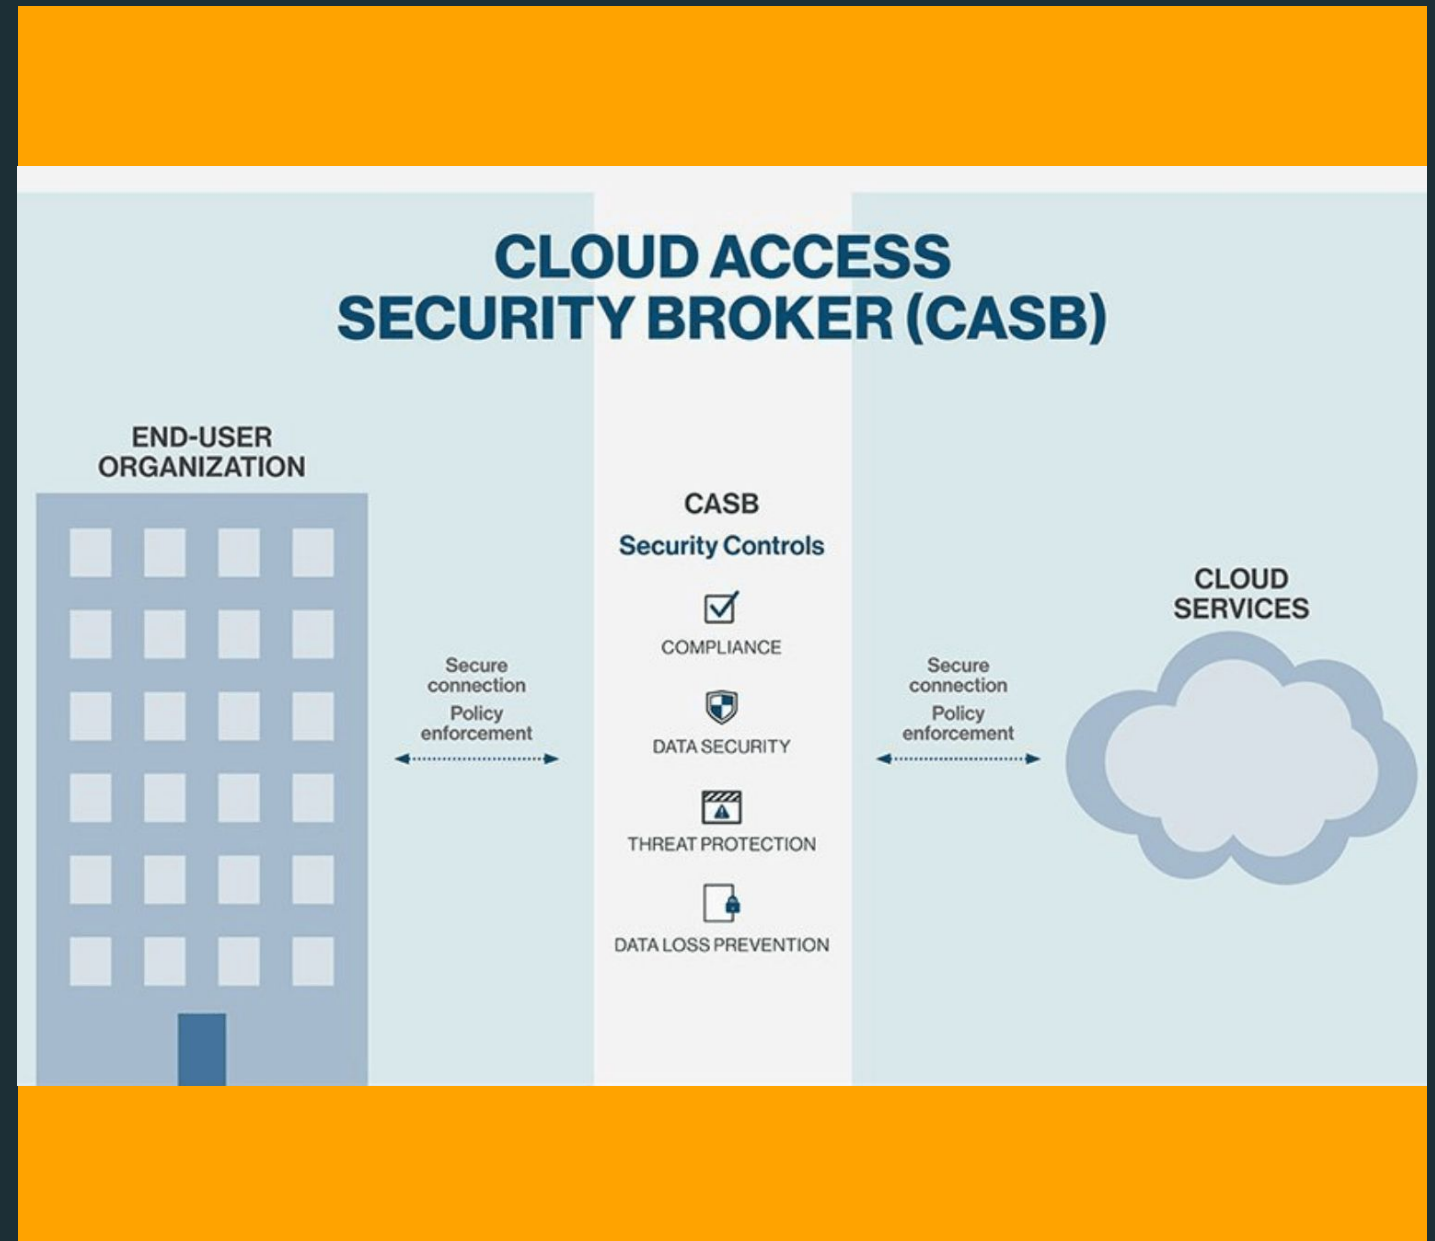 CLOUD ACCESS
SECURITY BROKER (CASB)
END-USER
ORGANIZATION
Secure
connection
Policy
enforcement
CASB
Security Controls
COMPLIANCE
DATA SECURITY
THREAT PROTECTION
DATA LOSS PREVENTION
Secure
connection
Policy
enforcement
CLOUD
SERVICES